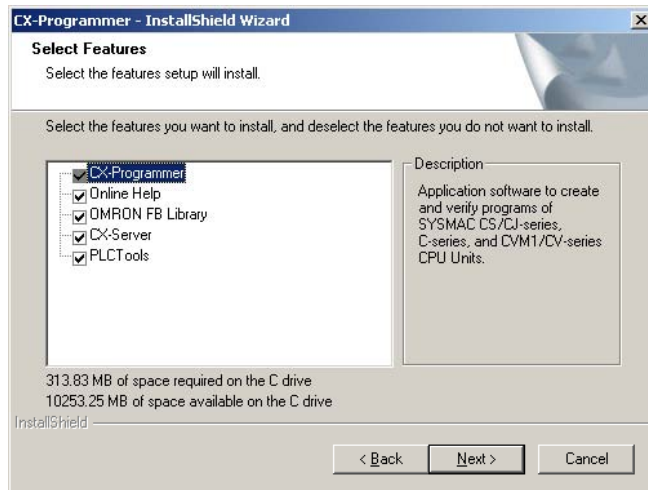 CX-Programmer - InstallShield Wizard
Select Features
Select the features setup will install.
Select the features you want to install, and deselect the features you do not want to install.
CX-Programmer
Online Help
OMRON FB Library
CX-Server
PLCTools
Description
Application software to create
and verify programs of
SYSMAC CS/CJ-series,
C-series, and CVM1/CV-series
CPU Units.
313.83 MB of space required on the C drive
10253.25 MB of space available on the C drive
InstallShield
< Back
Next >
Cancel